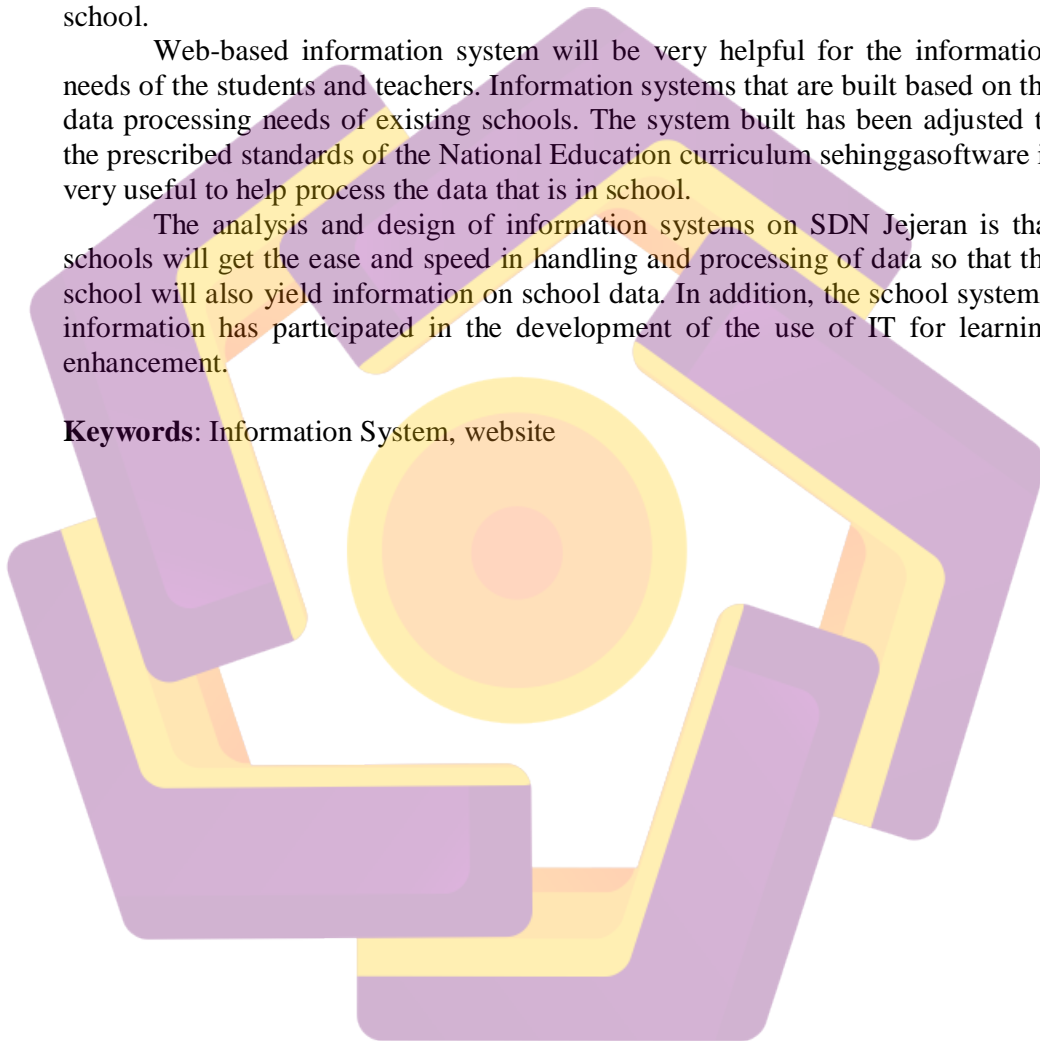 school.
Web-based information system will be very helpful for the informatio
needs of the students and teachers. Information systems that are built based on th
data processing needs of existing schools. The system built has been adjusted t
the prescribed standards of the National Education curriculum sehinggasoftware i
very useful to help process the data that is in school.
The analysis and design of information systems on SDN Jejeran is tha
schools will get the ease and speed in handling and processing of data so that th
school will also yield information on school data. In addition, the school system
information has participated in the development of the use of IT for learnin
enhancement.
Keywords: Information System, website